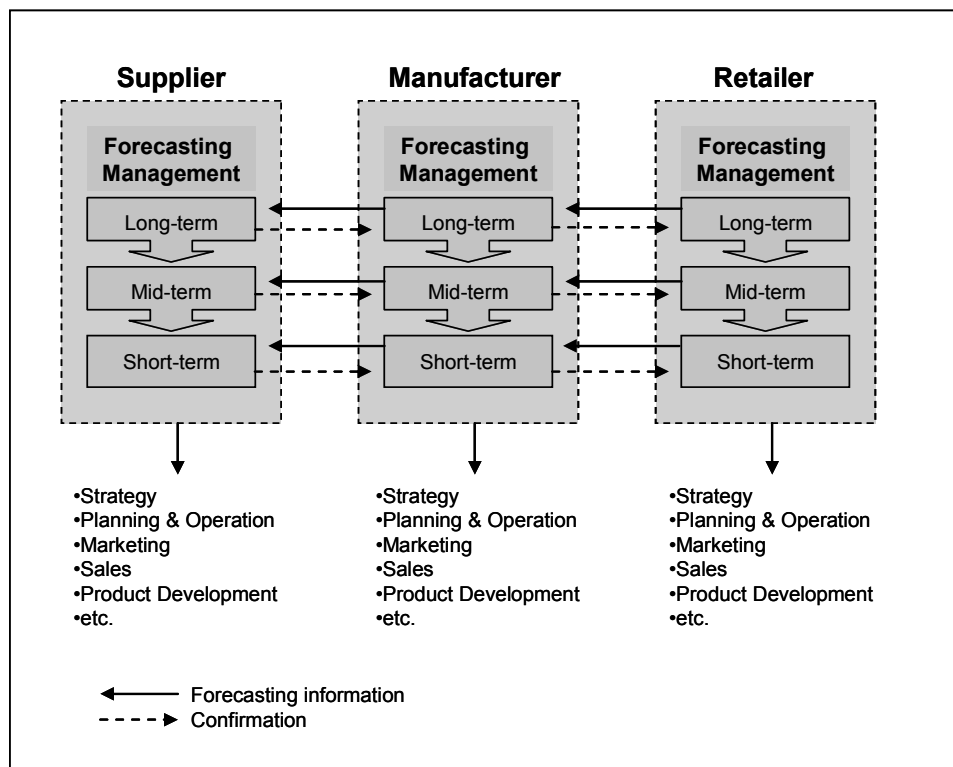 Supplier
Manufacturer
Retailer
Forecasting
Management
Long-term
Mid-term
Short-term
Forecasting
Management
Long-term
Mid-term
Short-term
Forecasting
Management
Long-term
Mid-term
Short-term
•Strategy
•Planning & Operation
•Marketing
•Sales
•Product Development
•etc.
•Strategy
•Planning & Operation
•Marketing
•Sales
•Product Development
•etc.
•Strategy
•Planning & Operation
•Marketing
•Sales
•Product Development
•etc.
Forecasting information
Confirmation